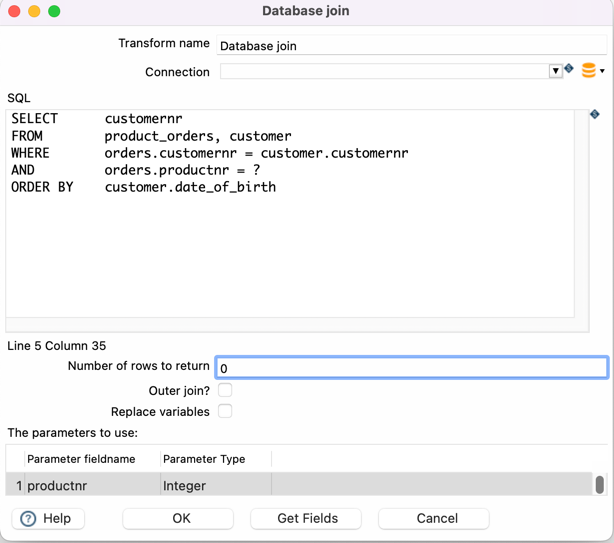 Database join
Transform name Database join
Connection
SQL
SELECT customernr
FROM product_orders, customer
WHERE orders.customernr = customer.customernr
AND orders.productnr = ?
ORDER BY customer.date_of_birth
Line 5 Column 35
Number of rows to return 0
Outer join?
Replace variables
The parameters to use:
Parameter fieldname Parameter Type
1 productnr Integer
? Help OK Get Fields Cancel